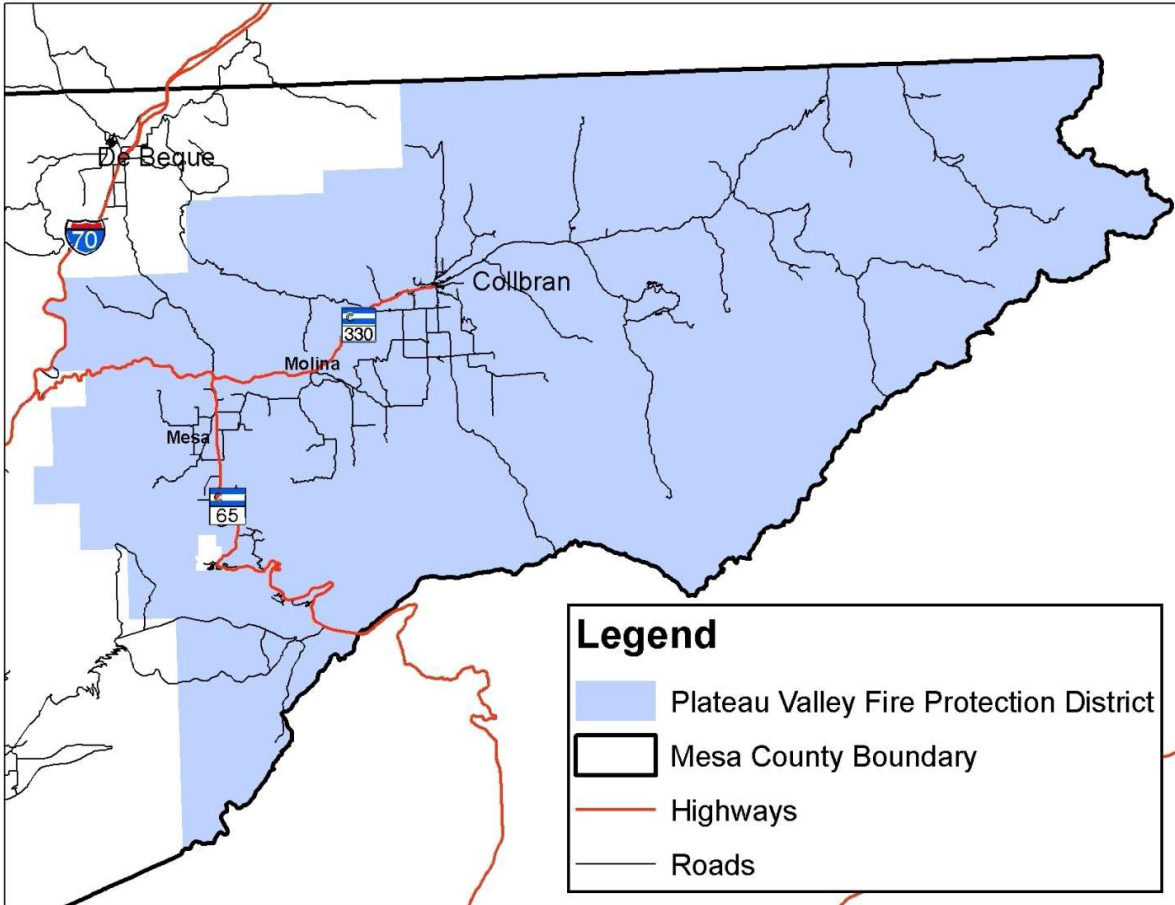 De Beque
70
Collbran
330
Molina
Mesa
65
Legend
Plateau Valley Fire Protection District
Mesa County Boundary
Highways
Roads